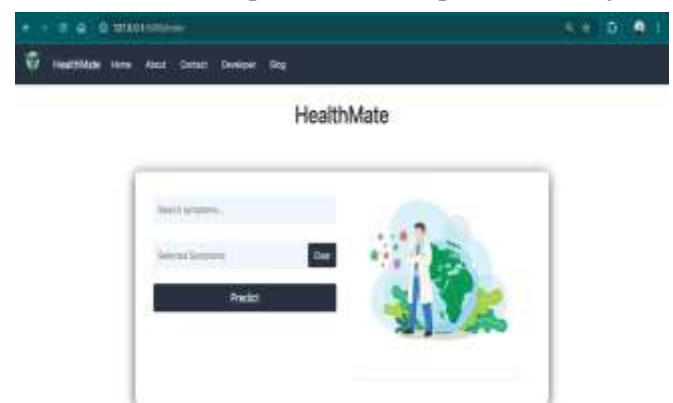 HealthMate Home About Contact Developer Blog
HealthMate
Search symptoms...
Selected Symptoms Clear
Predict